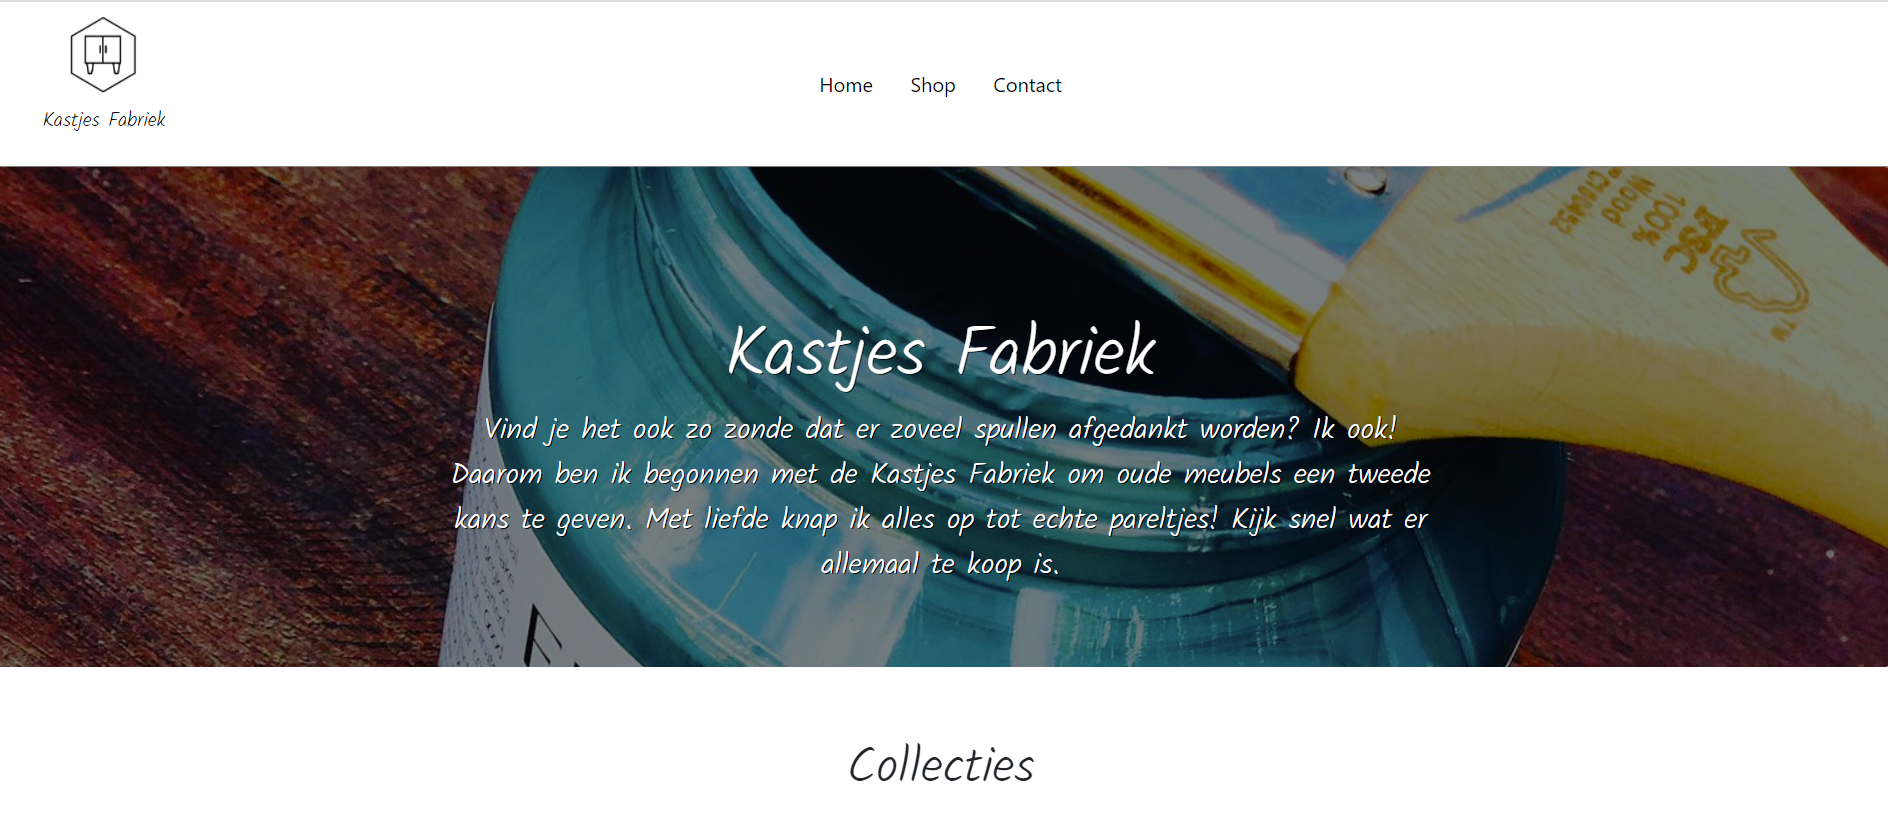 Kastjes Fabriek
Home Shop Contact
FSC
100%
Wood
C100452
TM
Kastjes Fabriek
Vind je het ook zo zonde dat er zoveel spullen afgedankt worden? Ik ook!
Daarom ben ik begonnen met de Kastjes Fabriek om oude meubels een tweede
kans te geven. Met liefde knap ik alles op tot echte pareltjes! Kijk snel wat er
allemaal te koop is.
Collecties